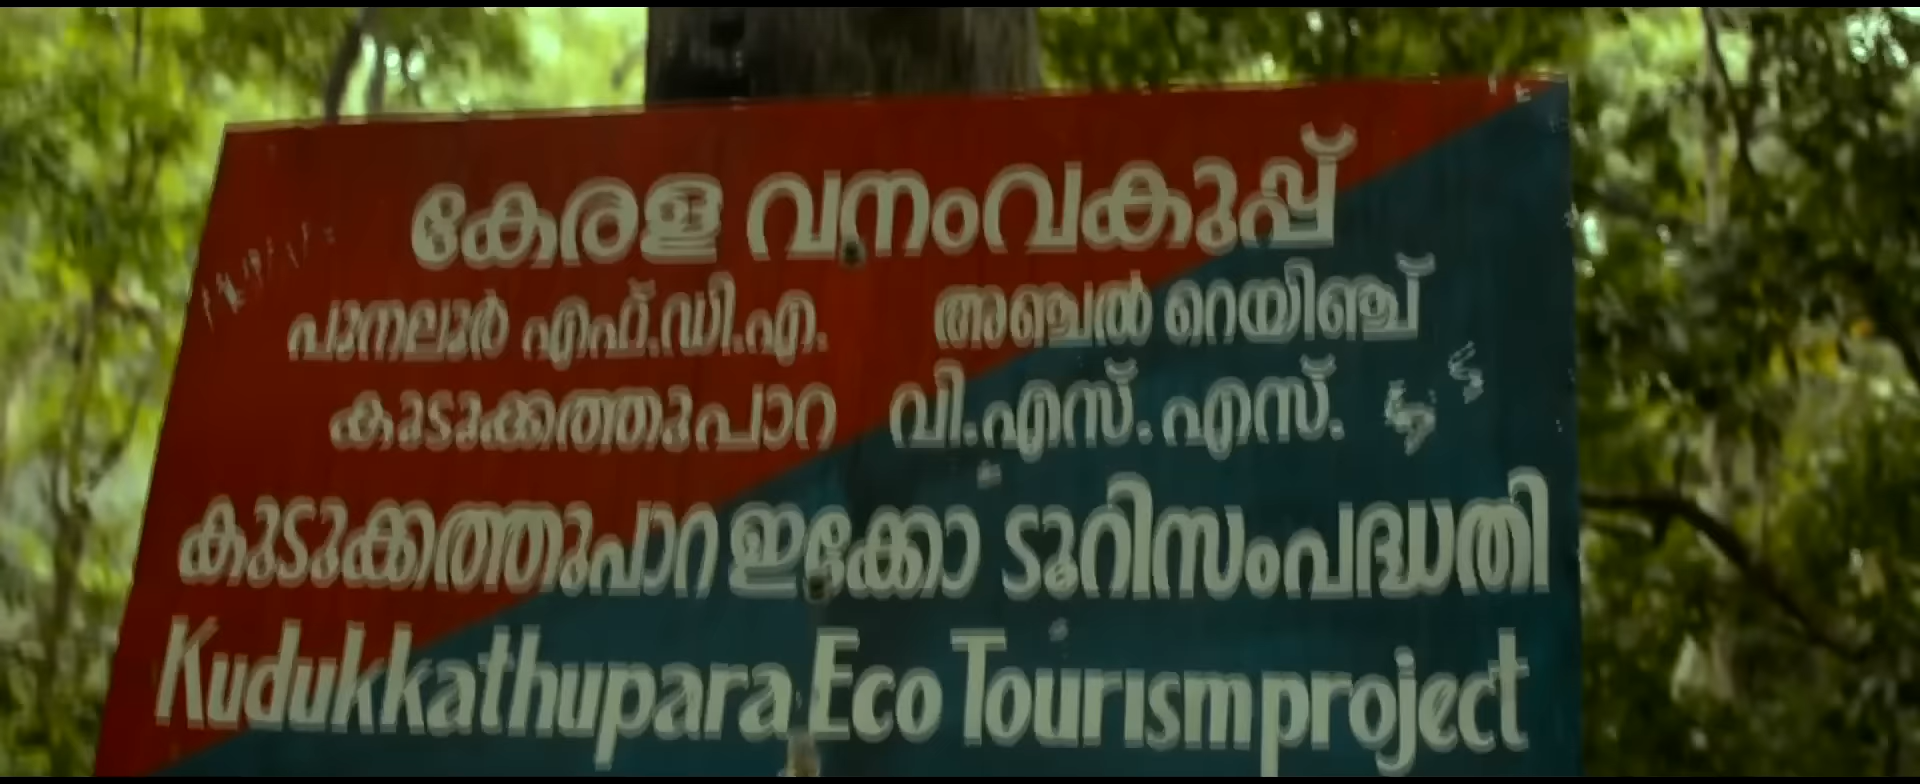 കേരള വനംവകുപ്പ്
പുനലൂർ എഫ്.ഡി.എ. അഞ്ചൽ റെയിഞ്ച്
കുടുക്കത്തുപാറ വി.എസ്.എസ്.
കുടുക്കത്തുപാറ ഇക്കോ ടൂറിസംപദ്ധതി
Kudukkathupara Eco Tourism project